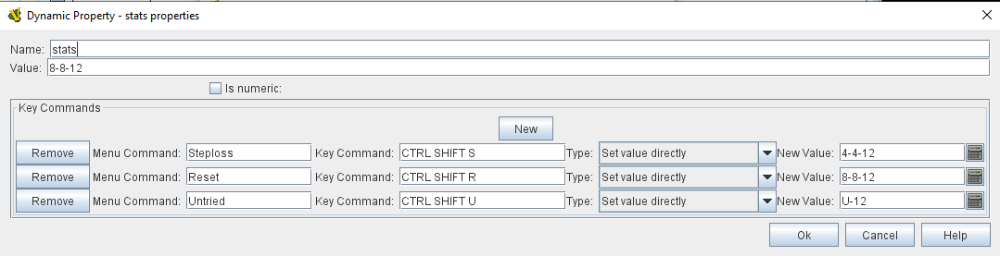 Dynamic Property - stats properties
Name: stats
Value: 8-8-12
Is numeric:
Key Commands
New
Remove Menu Command: Steploss Key Command: CTRL SHIFT S Type: Set value directly New Value: 4-4-12
Remove Menu Command: Reset Key Command: CTRL SHIFT R Type: Set value directly New Value: 8-8-12
Remove Menu Command: Untried Key Command: CTRL SHIFT U Type: Set value directly New Value: U-12
Ok Cancel Help